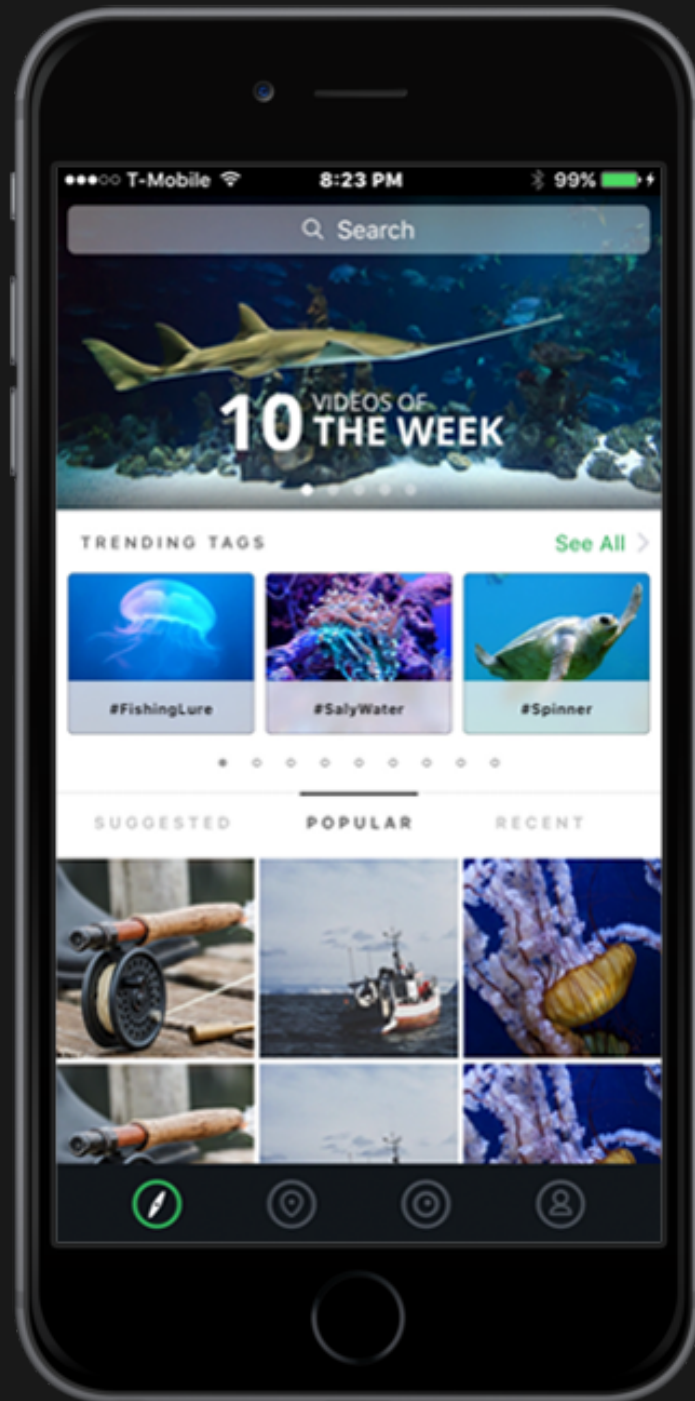 T-Mobile 8:23 PM 99%
Search
10 VIDEOS OF
THE WEEK
TRENDING TAGS See All
#FishingLure #SalyWater #Spinner
SUGGESTED POPULAR RECENT